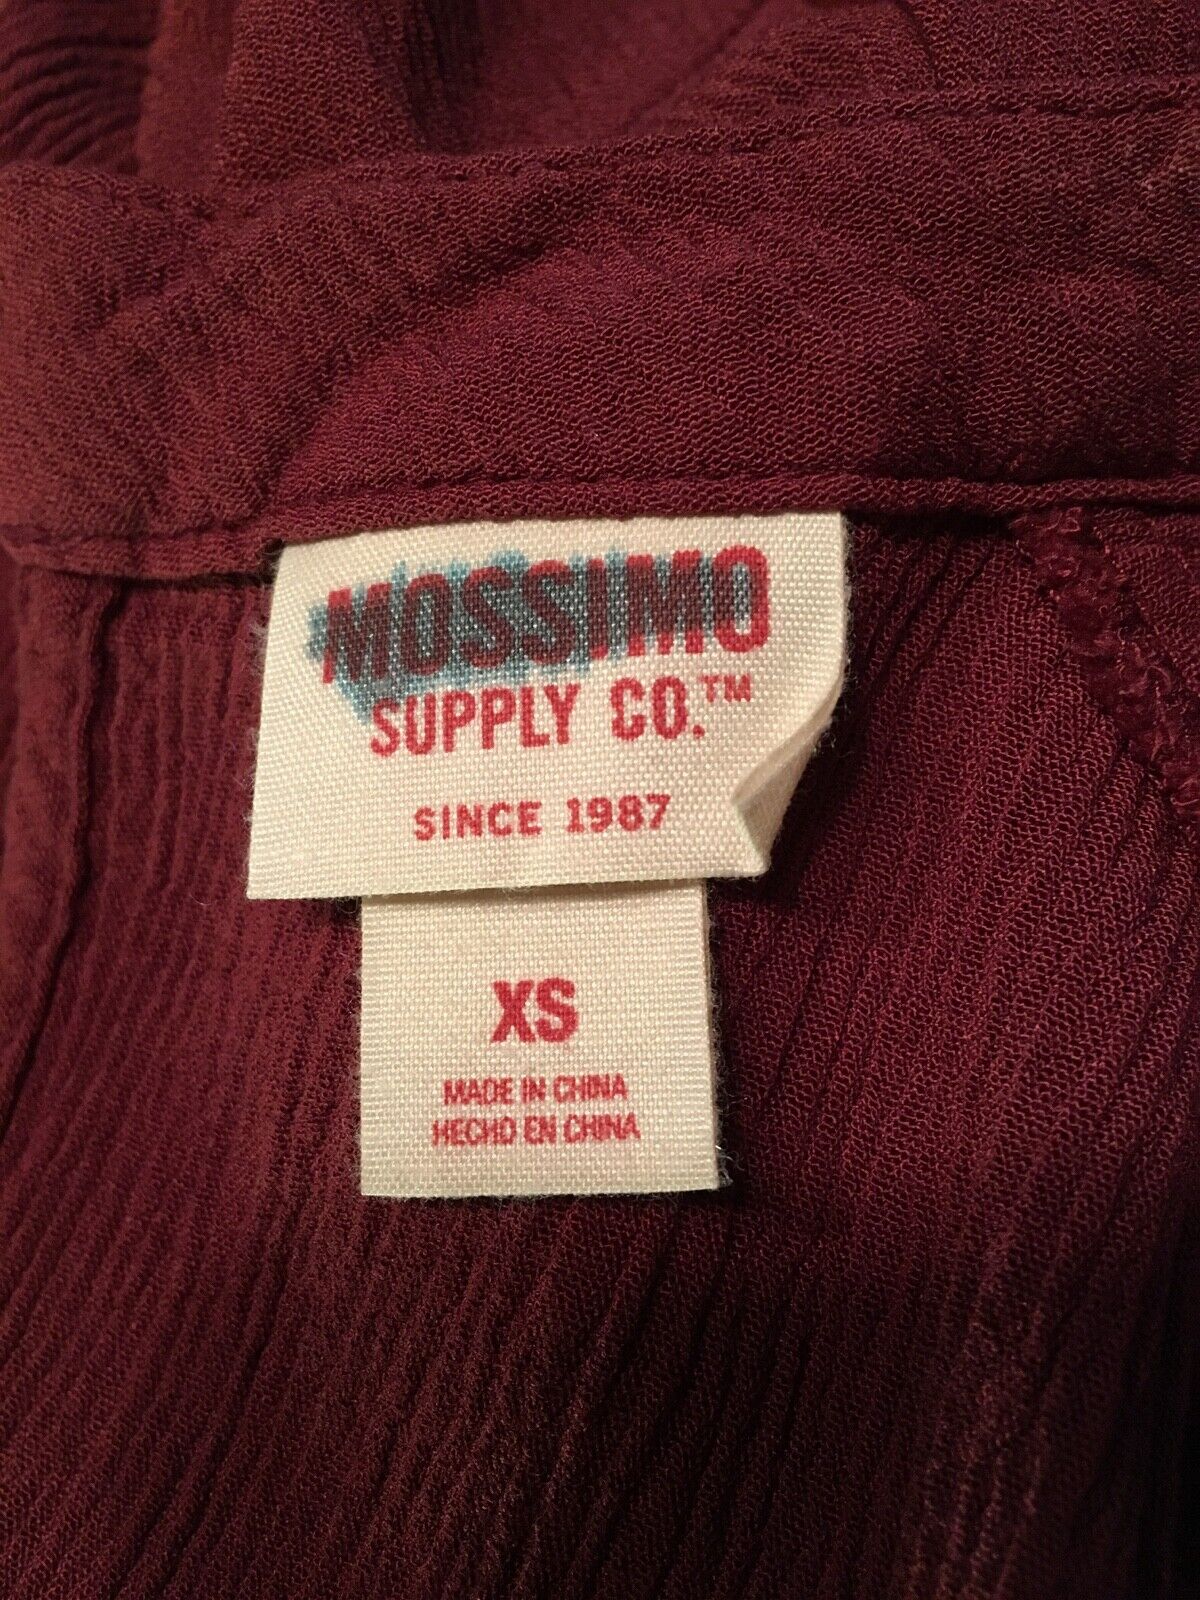 MOSSIMO
SUPPLY CO.™
SINCE 1987
XS
MADE IN CHINA
HECHO EN CHINA